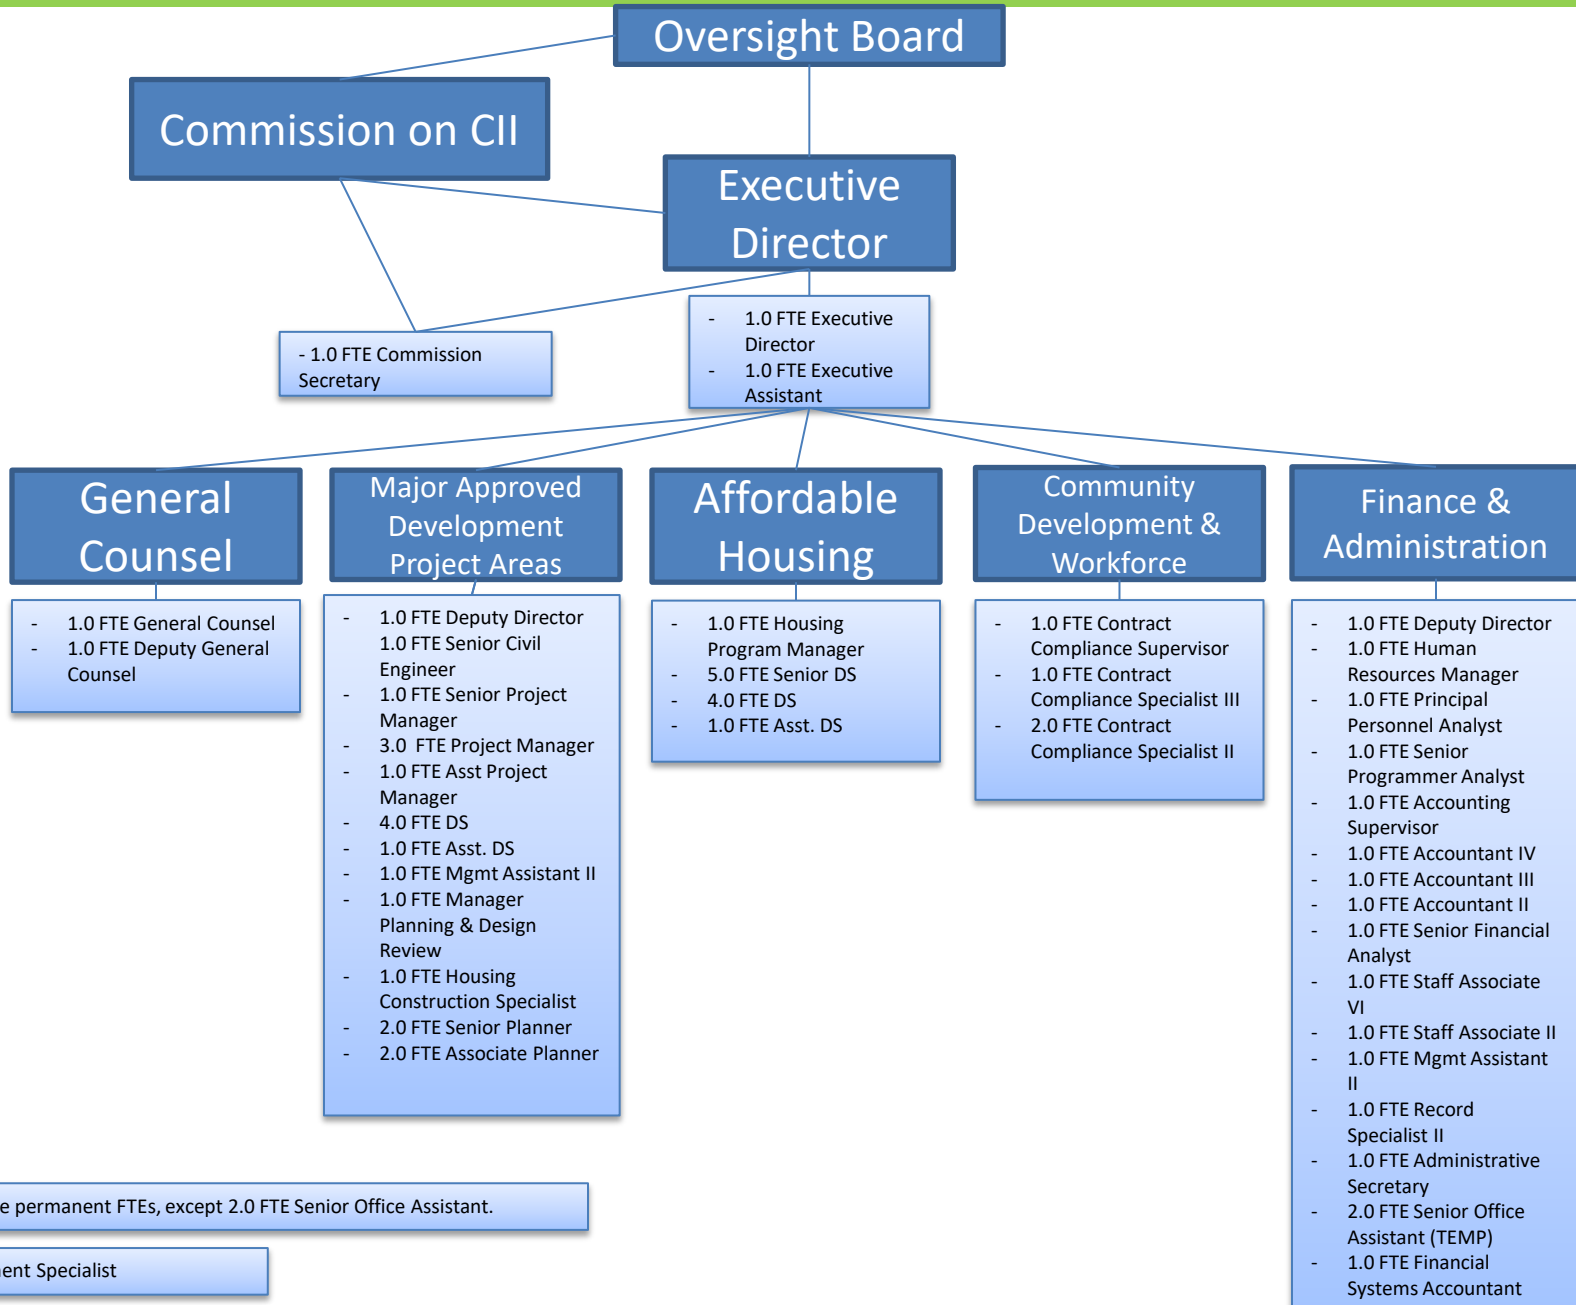 Oversight Board
Commission on CII
Executive
Director
- 1.0 FTE Commission
Secretary
- 1.0 FTE Executive
Director
- 1.0 FTE Executive
Assistant
General
Counsel
- 1.0 FTE General Counsel
- 1.0 FTE Deputy General
Counsel
Major Approved
Development
Project Areas
- 1.0 FTE Deputy Director
1.0 FTE Senior Civil
Engineer
- 1.0 FTE Senior Project
Manager
- 3.0 FTE Project Manager
- 1.0 FTE Asst Project
Manager
- 4.0 FTE DS
- 1.0 FTE Asst. DS
- 1.0 FTE Mgmt Assistant II
- 1.0 FTE Manager
Planning & Design
Review
- 1.0 FTE Housing
Construction Specialist
- 2.0 FTE Senior Planner
- 2.0 FTE Associate Planner
Affordable
Housing
- 1.0 FTE Housing
Program Manager
- 5.0 FTE Senior DS
- 4.0 FTE DS
- 1.0 FTE Asst. DS
Community
Development &
Workforce
- 1.0 FTE Contract
Compliance Supervisor
- 1.0 FTE Contract
Compliance Specialist III
- 2.0 FTE Contract
Compliance Specialist II
Finance &
Administration
- 1.0 FTE Deputy Director
- 1.0 FTE Human
Resources Manager
- 1.0 FTE Principal
Personnel Analyst
- 1.0 FTE Senior
Programmer Analyst
- 1.0 FTE Accounting
Supervisor
- 1.0 FTE Accountant IV
- 1.0 FTE Accountant III
- 1.0 FTE Accountant II
- 1.0 FTE Senior Financial
Analyst
- 1.0 FTE Staff Associate
VI
- 1.0 FTE Staff Associate II
- 1.0 FTE Mgmt Assistant
II
- 1.0 FTE Record
Specialist II
- 1.0 FTE Administrative
Secretary
- 2.0 FTE Senior Office
Assistant (TEMP)
- 1.0 FTE Financial
Systems Accountant
permanent FTEs, except 2.0 FTE Senior Office Assistant.
Specialist